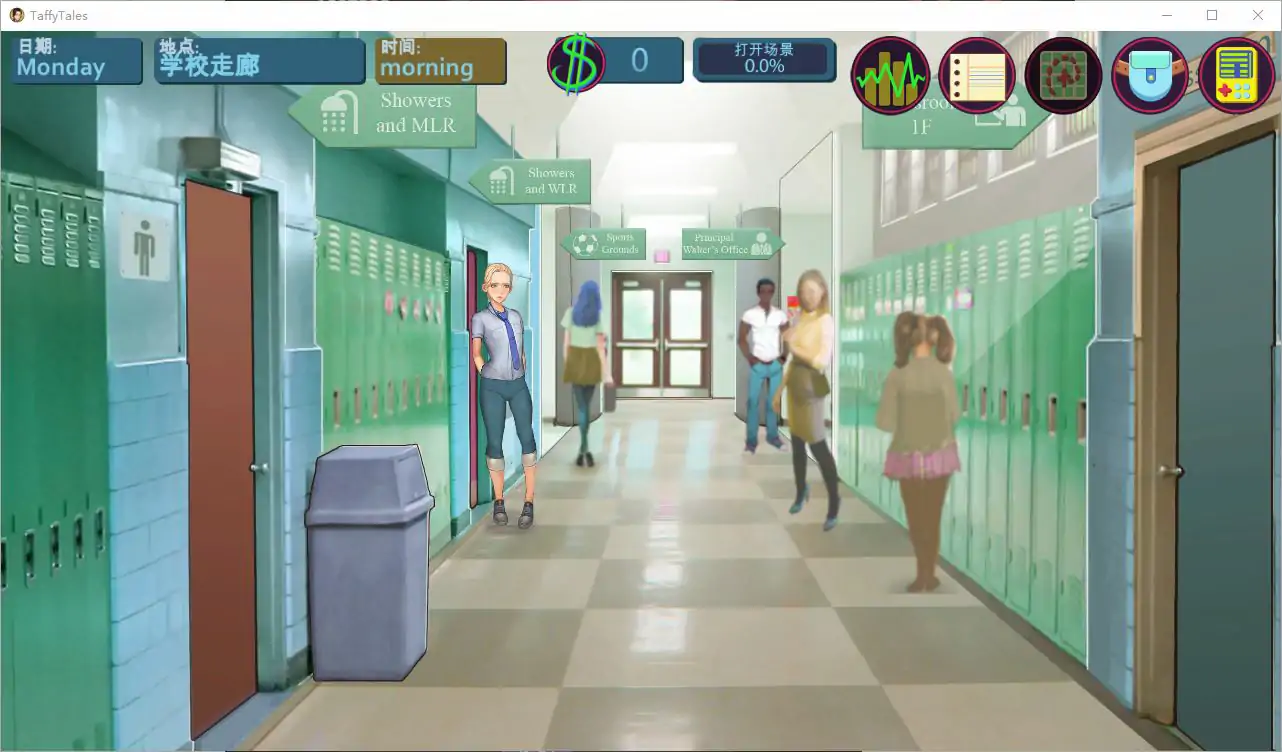 TaffyTales
日期:
Monday
地点:
学校走廊
时间:
morning
0
打开场景
0.0%
Showers
and MLR
1F
Showers
and WLR
Sports
Grounds
Principal
Walker's Office